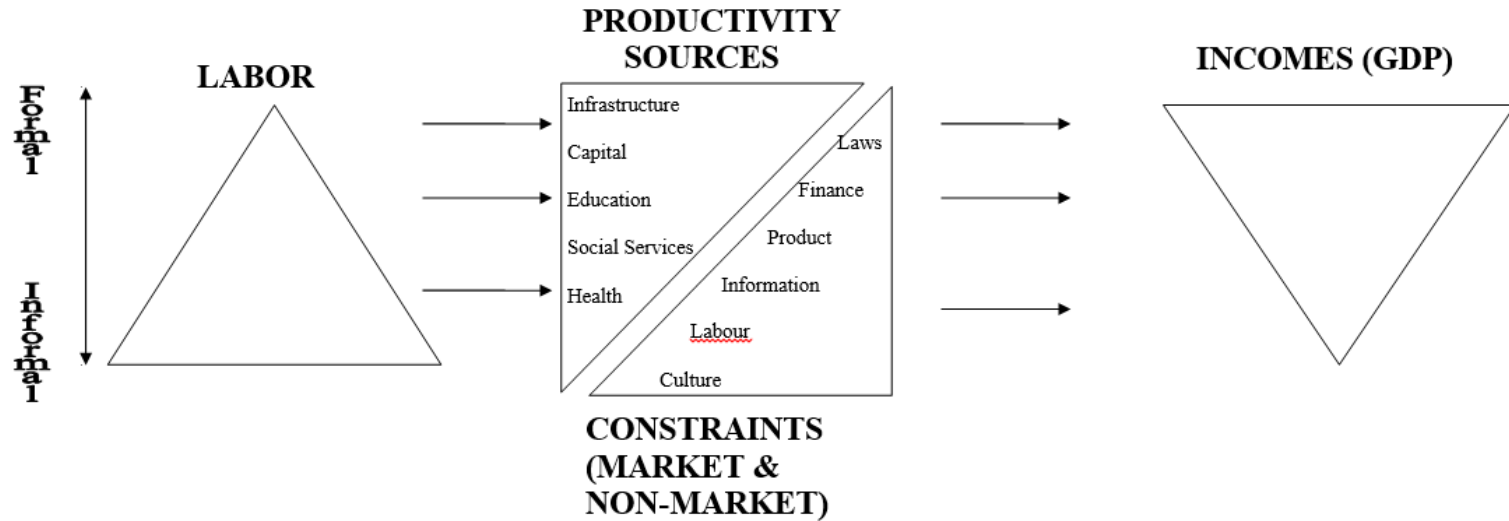 PRODUCTIVITY
SOURCES
LABOR
INCOMES (GDP)
Formal
Informal
Infrastructure
Capital
Education
Social Services
Health
Laws
Finance
Product
Information
Labour
Culture
CONSTRAINTS
(MARKET &
NON-MARKET)